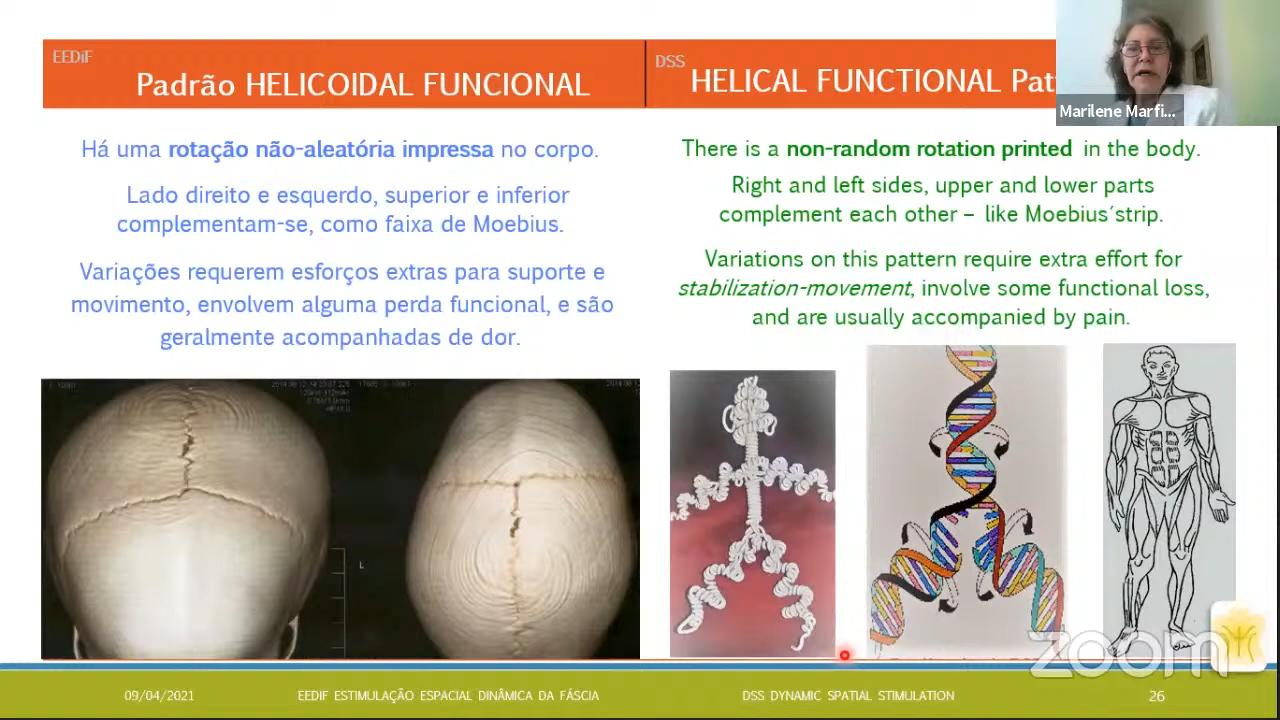 EEDiF
Padrão HELICOIDAL FUNCIONAL
Há uma rotação não-aleatória impressa no corpo.
Lado direito e esquerdo, superior e inferior
complementam-se, como faixa de Moebius.
Variações requerem esforços extras para suporte e
movimento, envolvem alguma perda funcional, e são
geralmente acompanhadas de dor.
DSS
HELICAL FUNCTIONAL
Marilene Marfi...
There is a non-random rotation printed in the body.
Right and left sides, upper and lower parts
complement each other – like Moebius´strip.
Variations on this pattern require extra effort for
stabilization-movement, involve some functional loss,
and are usually accompanied by pain.
L
zoom
09/04/2021
EEDIF ESTIMULAÇÃO ESPACIAL DINÂMICA DA FÁSCIA
DSS DYNAMIC SPATIAL STIMULATION
26